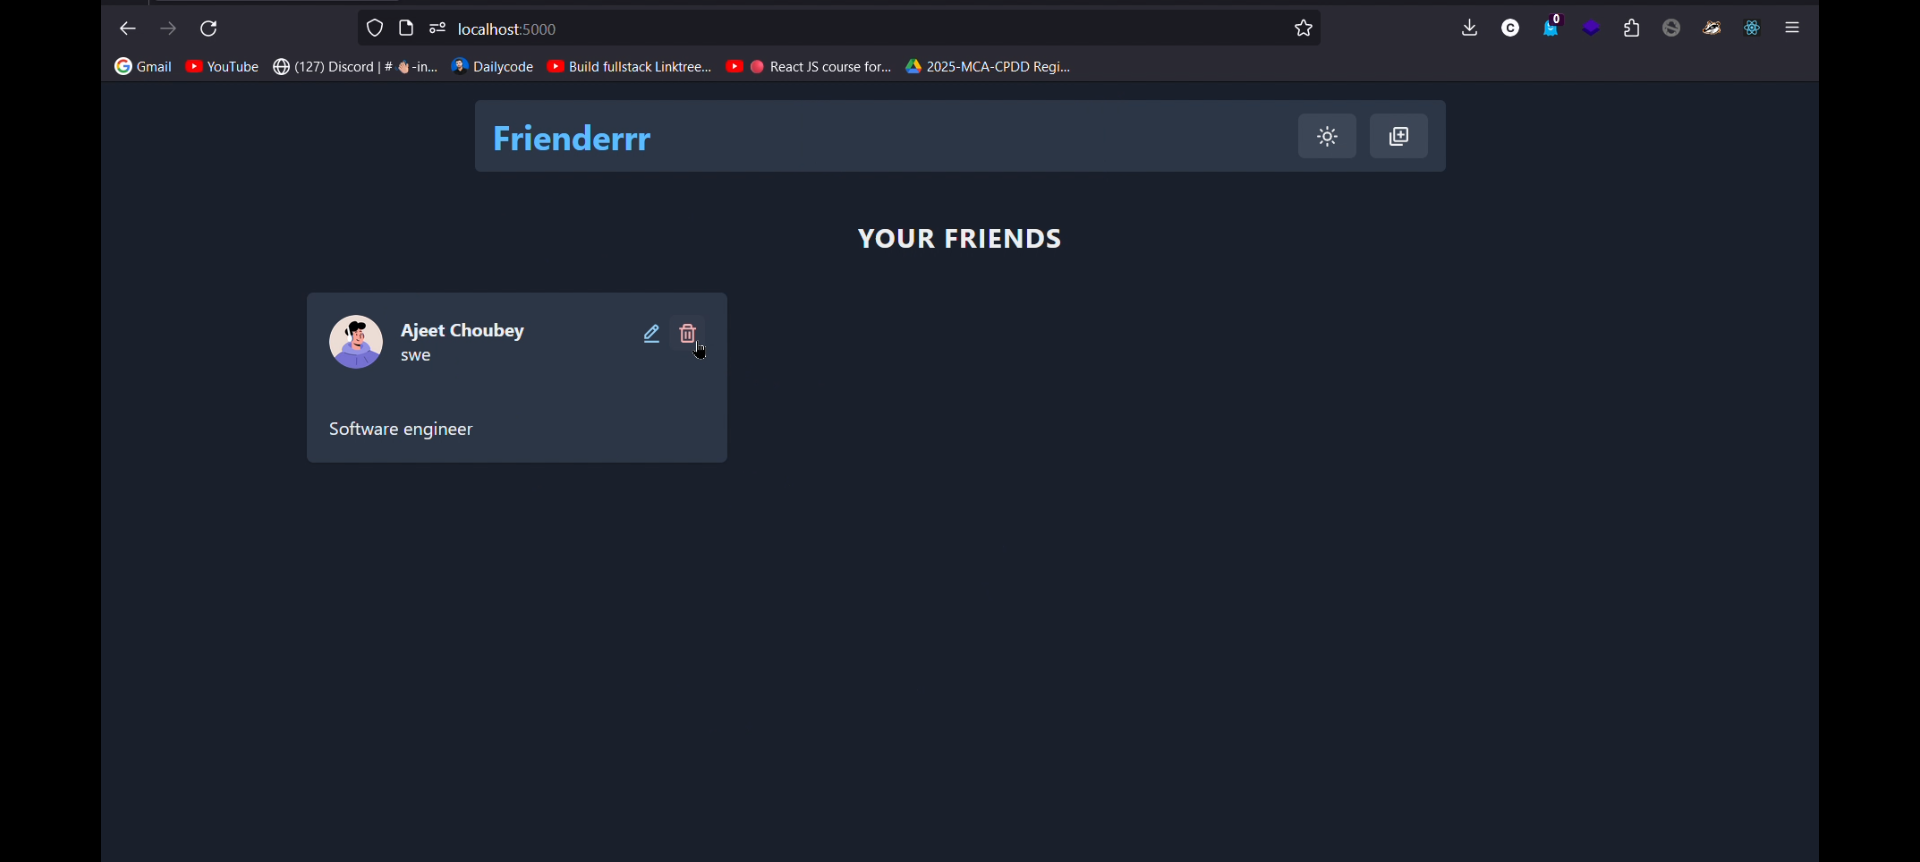 localhost:5000
0
Gmail YouTube (127) Discord | # 👋🏼-in... Dailycode Build fullstack Linktree... React JS course for... 2025-MCA-CPDD Regi...
Frienderrr
YOUR FRIENDS
Ajeet Choubey
swe
Software engineer